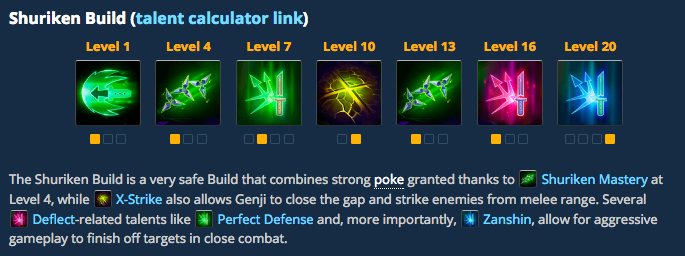 Shuriken Build (talent calculator link)
Level 1 Level 4 Level 7 Level 10 Level 13 Level 16 Level 20
The Shuriken Build is a very safe Build that combines strong poke granted thanks to Shuriken Mastery at
Level 4, while X-Strike also allows Genji to close the gap and strike enemies from melee range. Several
Deflect-related talents like Perfect Defense and, more importantly, Zanshin, allow for aggressive
gameplay to finish off targets in close combat.